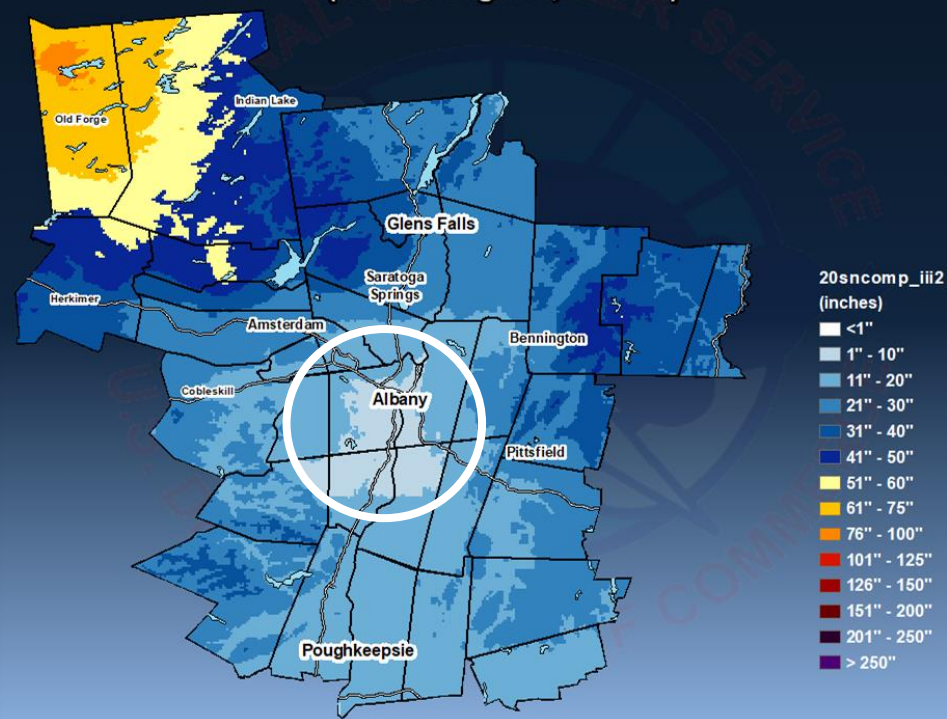 SERVICE
Indian Lake
Old Forge
Glens Falls
Saratoga
Springs
Herkimer
Amsterdam
Bennington
Cobleskill
Albany
Pittsfield
Poughkeepsie
20sncomp_iii2
(inches)
<1"
1" - 10"
11" - 20"
21" - 30"
31" - 40"
41" - 50"
51" - 60"
61" - 75"
76" - 100"
101" - 125"
126" - 150"
151" - 200"
201" - 250"
> 250"